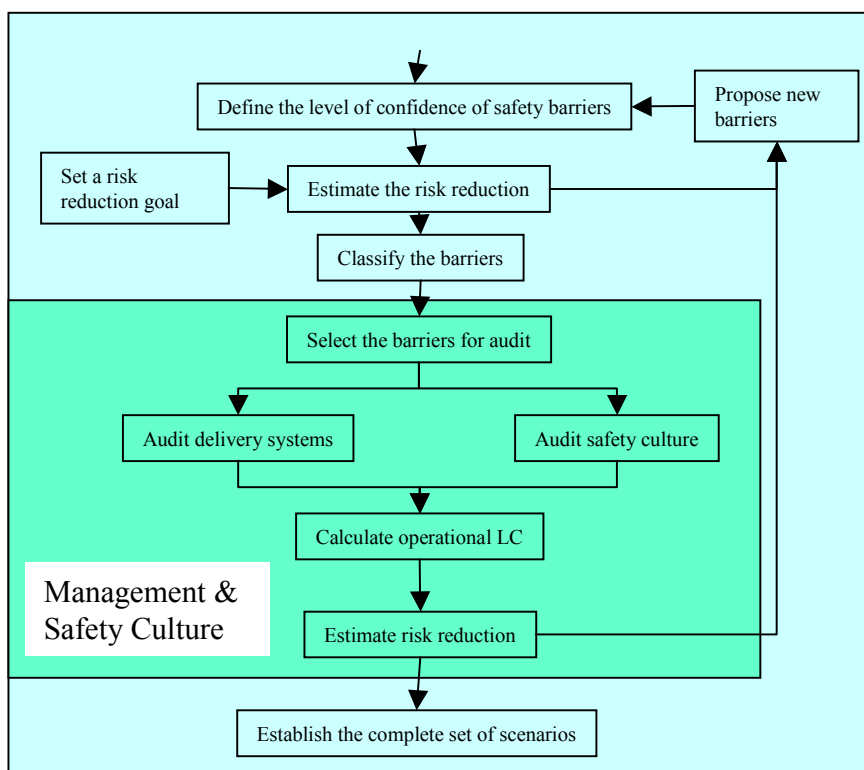 Define the level of confidence of safety barriers
Propose new
barriers
Set a risk
reduction goal
Estimate the risk reduction
Classify the barriers
Select the barriers for audit
Audit delivery systems
Audit safety culture
Calculate operational LC
Management &
Safety Culture
Estimate risk reduction
Establish the complete set of scenarios